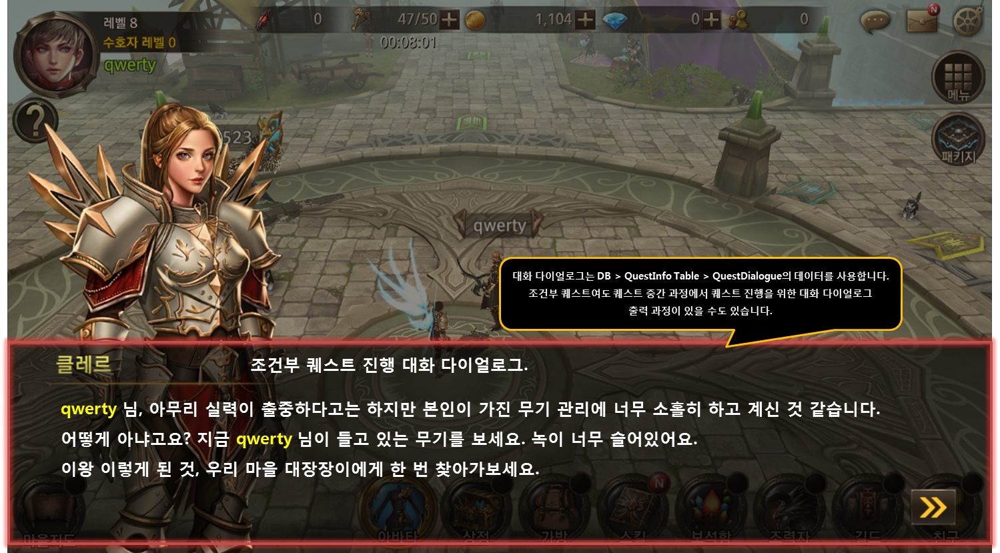 레벨 8
수호자 레벨 0
qwerty
0
47/50
00:08:01
1,104
0
0
N
메뉴
패키지
?
523
qwerty
대화 다이얼로그는 DB > QuestInfo Table > QuestDialogue의 데이터를 사용합니다.
조건부 퀘스트여도 퀘스트 중간 과정에서 퀘스트 진행을 위한 대화 다이얼로그
출력 과정이 있을 수도 있습니다.
클레르
조건부 퀘스트 진행 대화 다이얼로그.
qwerty 님, 아무리 실력이 출중하다고는 하지만 본인이 가진 무기 관리에 너무 소홀히 하고 계신 것 같습니다.
어떻게 아냐고요? 지금 qwerty 님이 들고 있는 무기를 보세요. 녹이 너무 슬어있어요.
이왕 이렇게 된 것, 우리 마을 대장장이에게 한 번 찾아가보세요.
N
마을지도
아바타
상점
가방
스킬
보석함
조력자
길드
친구